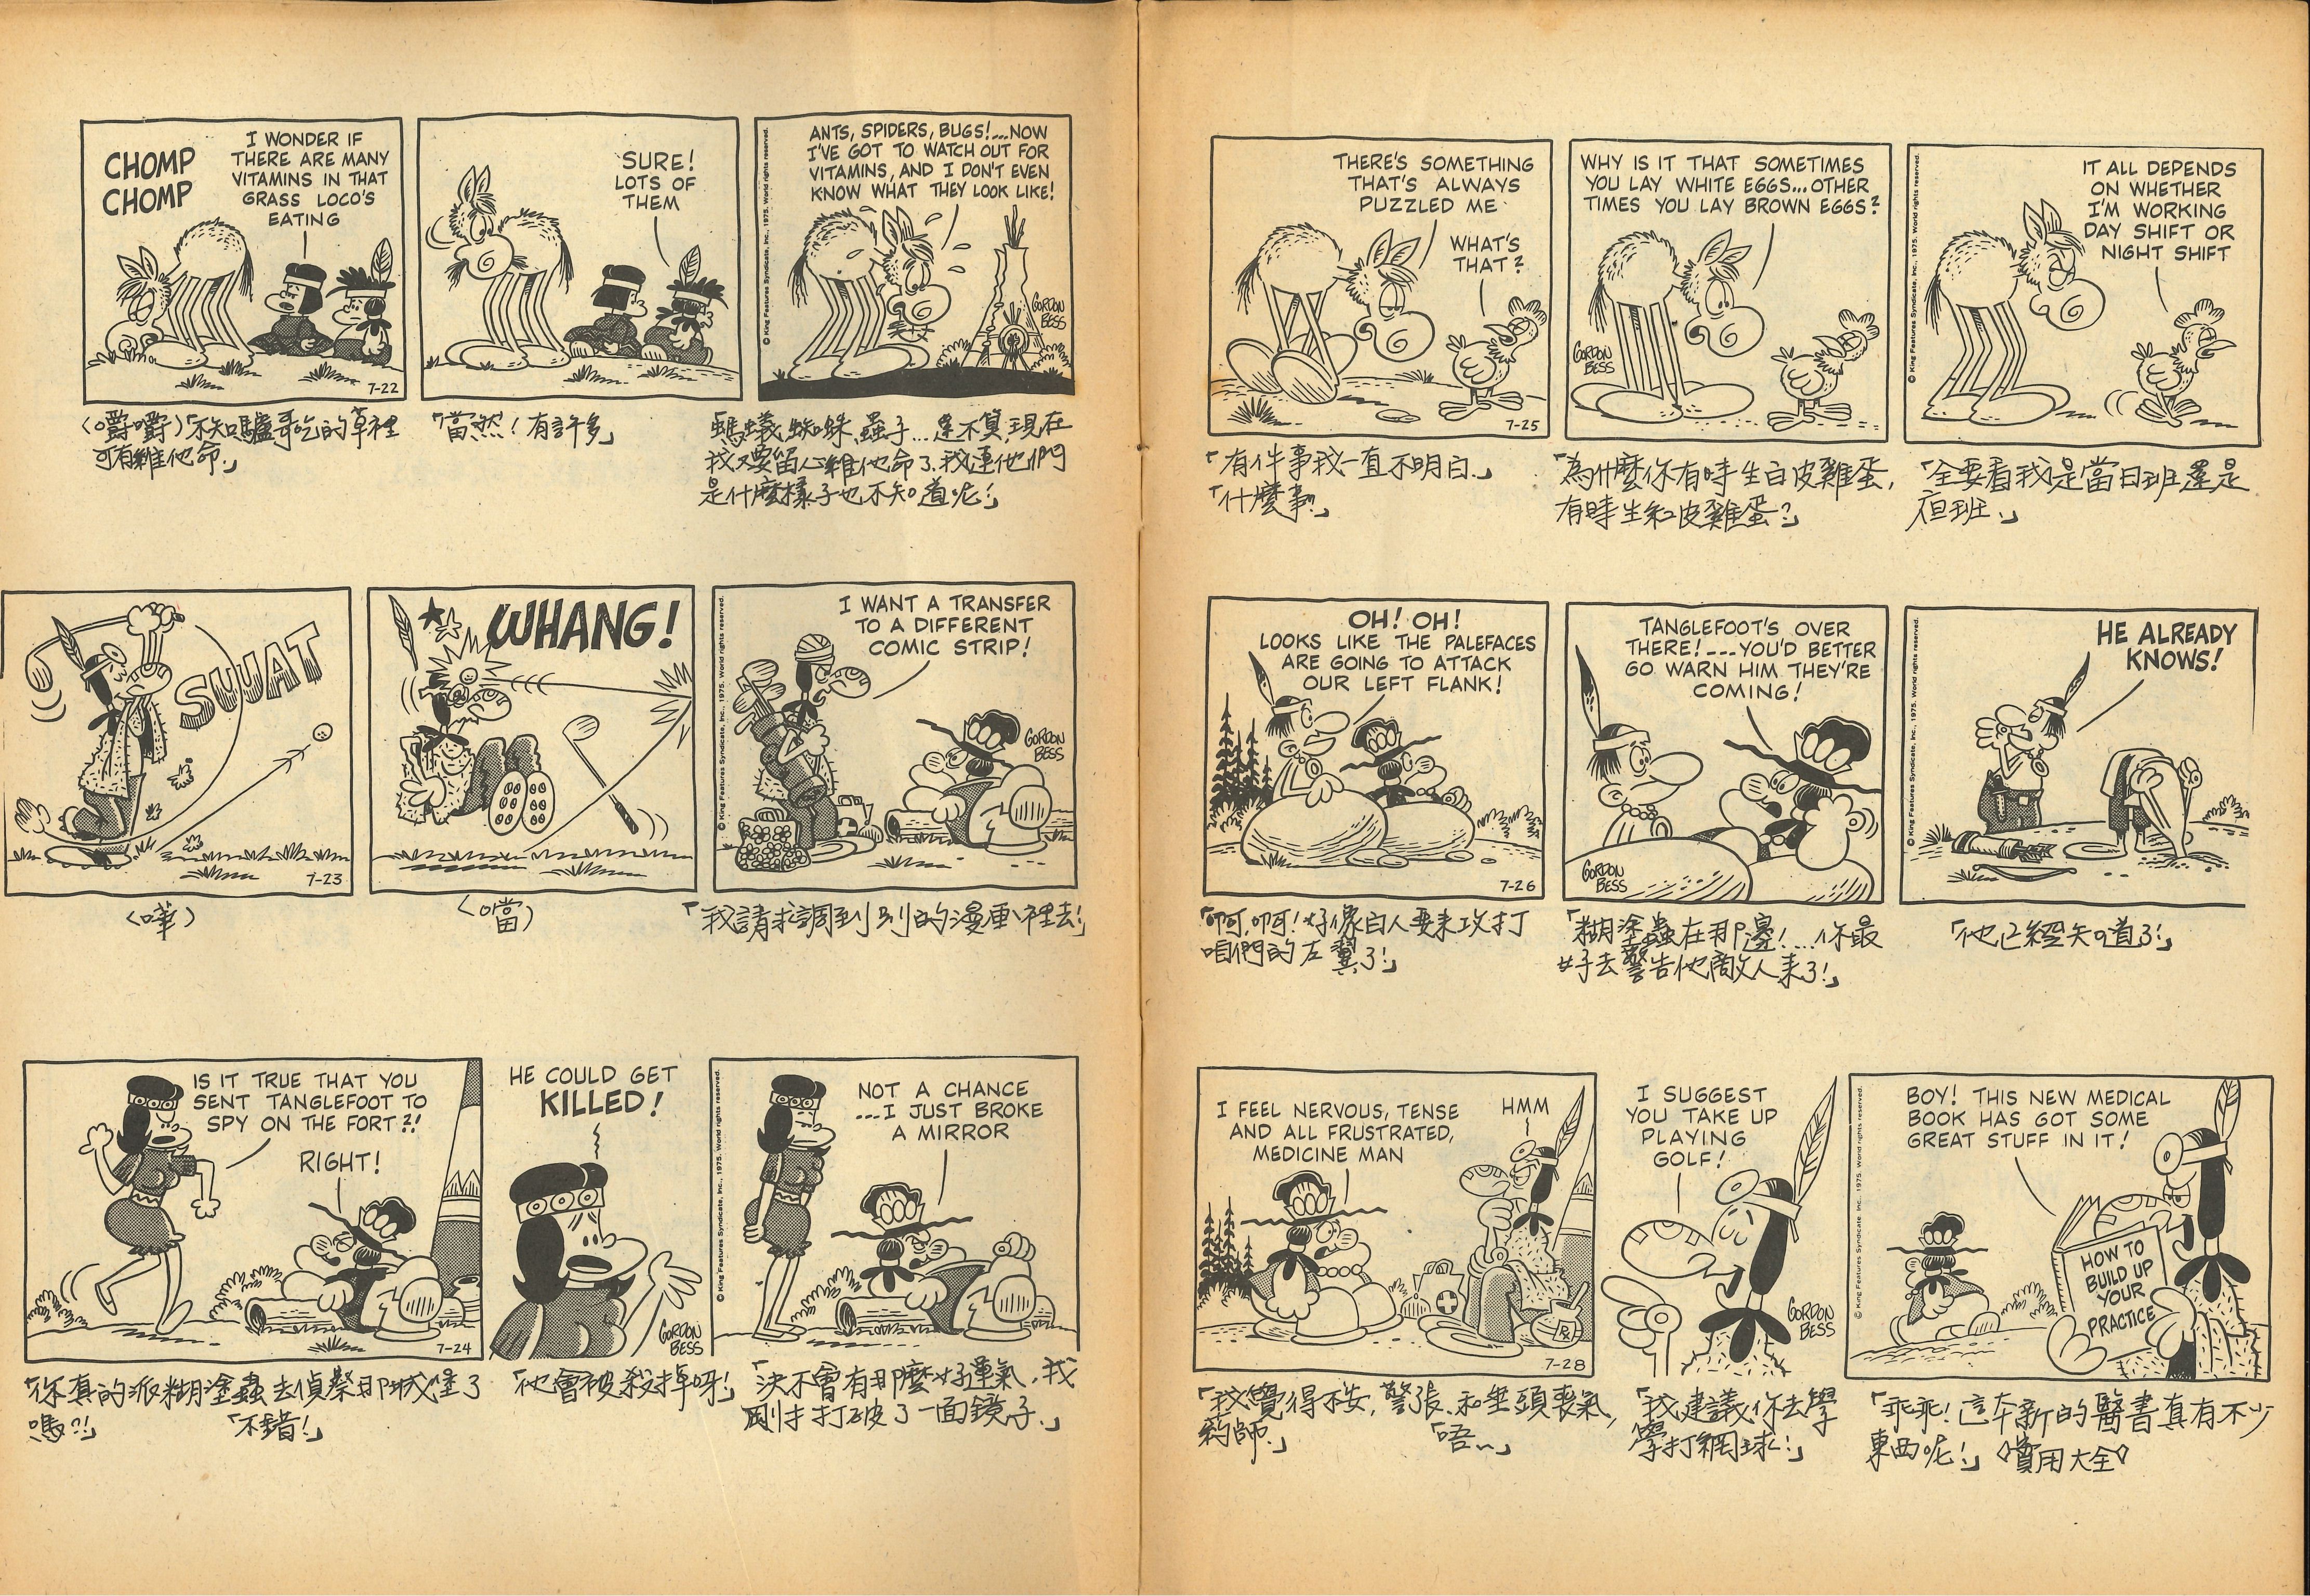 CHOMP
CHOMP
I WONDER IF
THERE ARE MANY
VITAMINS IN THAT
GRASS LOCO'S
EATING
7-22
SURE!
LOTS OF
THEM
ANTS, SPIDERS, BUGS!...NOW
I'VE GOT TO WATCH OUT FOR
VITAMINS, AND I DON'T EVEN
KNOW WHAT THEY LOOK LIKE!
© King Features Syndicate, Inc., 1975. World rights reserved.
GORDON
BESS
〈嚼嚼〉「不知嗎驢哥吃的草裡
可有維他命。」
「當然!有許多」
「螞蟻,蜘蛛,蟲子...還不算,現在
我又要留心維他命了.我連他們
是什麼樣子也不知道呢!」
SWAT
7-23
WHANG!
I WANT A TRANSFER
TO A DIFFERENT
COMIC STRIP!
© King Features Syndicate, Inc., 1975. World rights reserved.
GORDON
BESS
〈嘩〉
〈噹〉
「我請求調到別的漫画裡去!」
IS IT TRUE THAT YOU
SENT TANGLEFOOT TO
SPY ON THE FORT?!
RIGHT!
7-24
HE COULD GET
KILLED!
GORDON
BESS
NOT A CHANCE
...I JUST BROKE
A MIRROR
© King Features Syndicate, Inc., 1975. World rights reserved.
「你真的派糊塗蟲去偵察那城堡了
嗎?!」
「不錯!」
「他會被殺掉呀!」
「決不會有那麼好運氣.我
剛才打破了一面鏡子.」
THERE'S SOMETHING
THAT'S ALWAYS
PUZZLED ME
WHAT'S
THAT?
7-25
WHY IS IT THAT SOMETIMES
YOU LAY WHITE EGGS...OTHER
TIMES YOU LAY BROWN EGGS?
GORDON
BESS
IT ALL DEPENDS
ON WHETHER
I'M WORKING
DAY SHIFT OR
NIGHT SHIFT
© King Features Syndicate, Inc., 1975. World rights reserved.
「有件事我一直不明白.」
「什麼事?」
「為什麼你有時生白皮雞蛋,
有時生紅皮雞蛋?」
「全要看我是當日班還是
夜班.」
OH! OH!
LOOKS LIKE THE PALEFACES
ARE GOING TO ATTACK
OUR LEFT FLANK!
7-26
TANGLEFOOT'S OVER
THERE!---YOU'D BETTER
GO WARN HIM THEY'RE
COMING!
GORDON
BESS
HE ALREADY
KNOWS!
© King Features Syndicate, Inc., 1975. World rights reserved.
「啊,啊!好像白人要來攻打
咱們的左翼了!」
「糊塗蟲在那邊!...你最
好去警告他敵人來了!」
「他已經知道了!」
I FEEL NERVOUS, TENSE
AND ALL FRUSTRATED,
MEDICINE MAN
HMM
7-28
I SUGGEST
YOU TAKE UP
PLAYING
GOLF!
GORDON
BESS
BOY! THIS NEW MEDICAL
BOOK HAS GOT SOME
GREAT STUFF IN IT!
HOW TO
BUILD UP
YOUR
PRACTICE
© King Features Syndicate, Inc., 1975. World rights reserved.
「我覺得不安,警張.和垂頭喪氣,
葯師.」
「唔~」
「我建議你去學
學打網球!」
「乖乖!這本新的醫書真有不少
東西呢!」〈實用大全〉